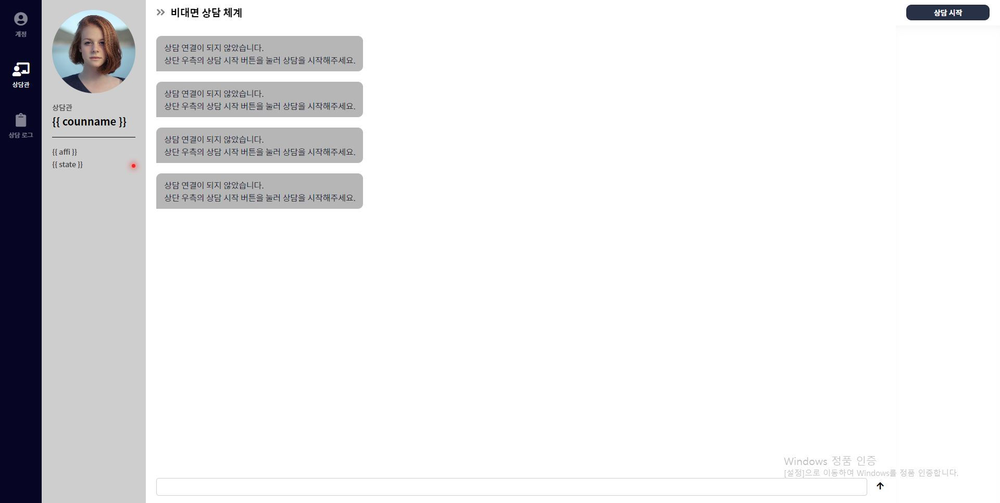 계정
상담관
상담 로그
상담관
{{ counname }}
{{ affi }}
{{ state }}
비대면 상담 체계
상담 시작
상담 연결이 되지 않았습니다.
상단 우측의 상담 시작 버튼을 눌러 상담을 시작해주세요.
상담 연결이 되지 않았습니다.
상단 우측의 상담 시작 버튼을 눌러 상담을 시작해주세요.
상담 연결이 되지 않았습니다.
상단 우측의 상담 시작 버튼을 눌러 상담을 시작해주세요.
상담 연결이 되지 않았습니다.
상단 우측의 상담 시작 버튼을 눌러 상담을 시작해주세요.
Windows 정품 인증
[설정]으로 이동하여 Windows를 정품 인증합니다.